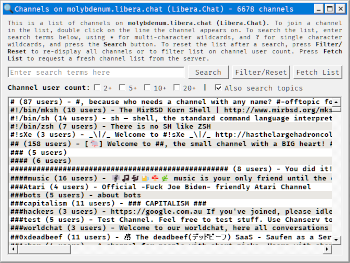 Channels on molybdenum.libera.chat (Libera.Chat) - 6678 channels
This is a list of channels on molybdenum.libera.chat (Libera.Chat). To join a
channel in the list, double click on the line the channel appears on. To search the list, enter
search terms below, using * for multi-character wildcards, and ? for single character
wildcards, and press the Search button. To reset the list after a search, press Filter/
Reset to re-display all channels or to filter list on channel user count. Press Fetch
List to request a fresh channel list from the server.
Enter search terms here
Search
Filter/Reset
Fetch List
Channel user count: 2+ 5+ 10+ 20+ | Also search topics
# (87 users) - #, because who needs a channel with any name? #=offtopic
#!/bin/mksh (10 users) - The MirBSD Korn Shell | http://www.mirbsd.org/mks
#!/bin/sh (14 users) - sh – shell, the standard command language interpret
#!/bin/zsh (7 users) - There is no SH like ZSH
#!sXe (3 users) - _\|/_ Welcome to #!sXe _\|/_ http://hasthelargehadroncol
## (158 users) - Welcome to ##, the small channel with a BIG heart!
## (5 users)
#### (6 users)
(8 users) - You did it!
####music (16 users) - music is your only friend until the
###Atari (4 users) - Official -Fuck Joe Biden- friendly Atari Channel
###bots (5 users) - about bots
###capitalism (11 users) - ### CAPITALISM ###
###hackers (3 users) - https://google.com.au If you've joined, please idle
###test (5 users) - Test Channel. Feel free to test stuff. Use Chanserv to
###worldchat (3 users) - Welcome to our worldchat, here all conversations
##0xdeadbeef (11 users) - The deadbeef(デッドビーフ) SaaS - Saufen as a Ser